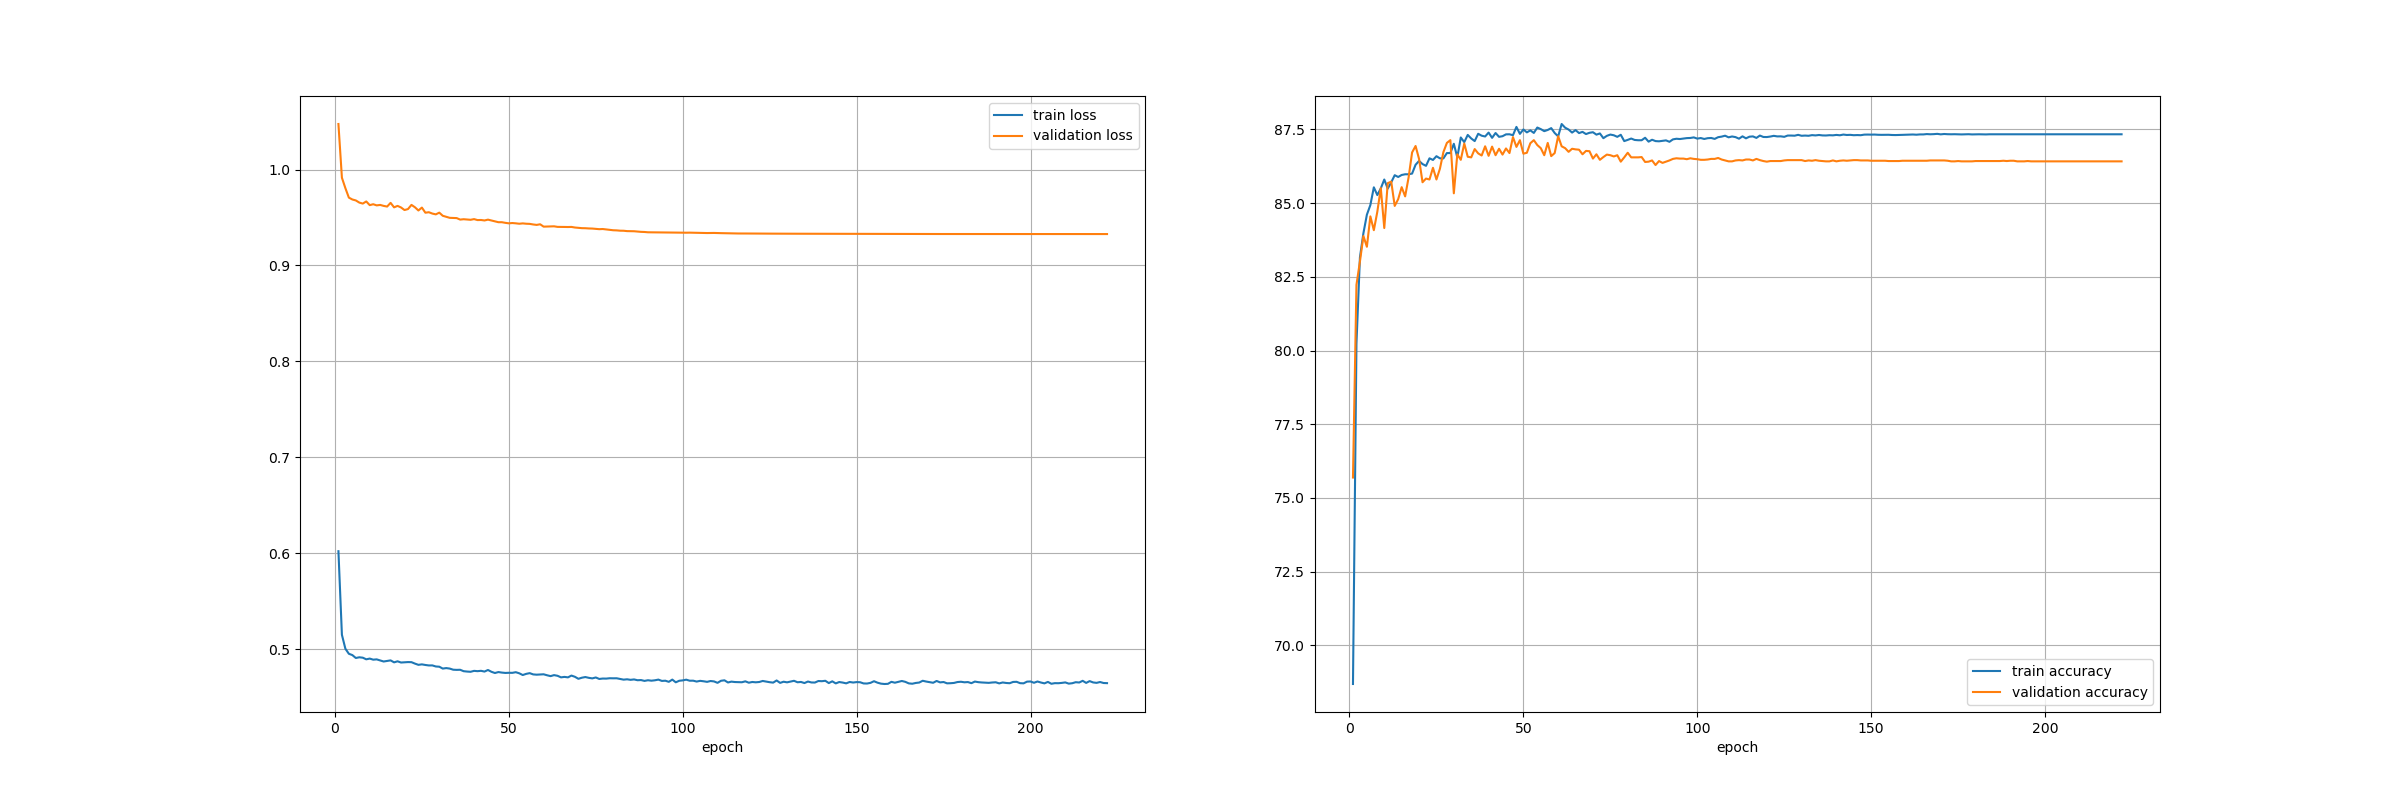 train loss
validation loss
1.0
0.9
0.8
0.7
0.6
0.5
0 50 100 150 200
epoch
87.5
85.0
82.5
80.0
77.5
75.0
72.5
70.0
train accuracy
validation accuracy
0 50 100 150 200
epoch